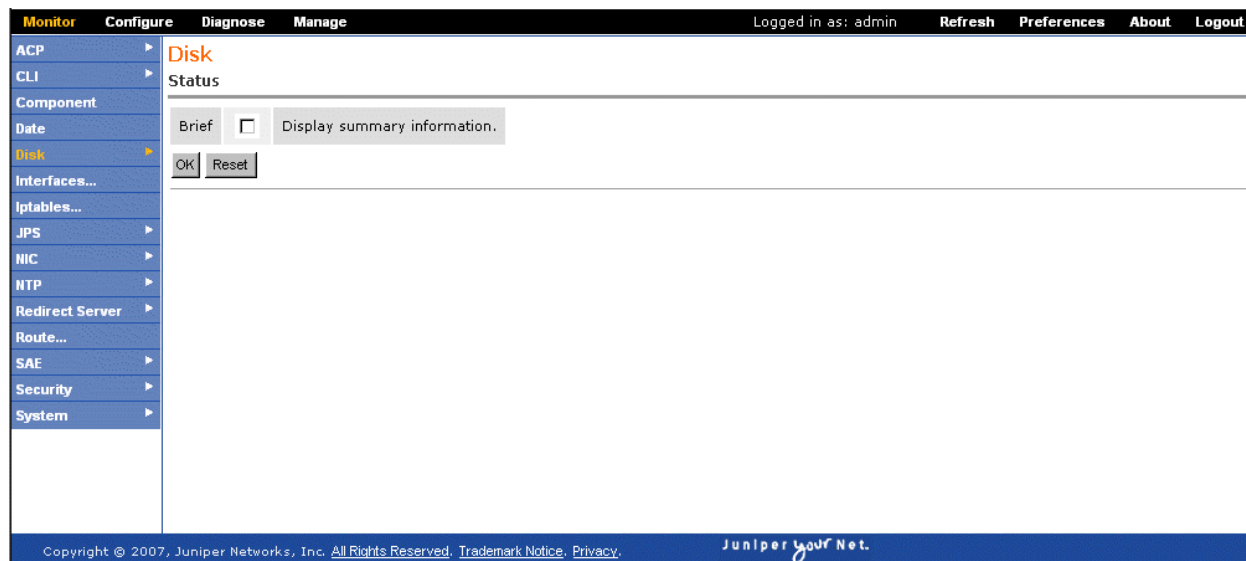 Monitor Configure Diagnose Manage Logged in as: admin Refresh Preferences About Logout
ACP
CLI
Component
Date
Disk
Interfaces...
Iptables...
JPS
NIC
NTP
Redirect Server
Route...
SAE
Security
System
Disk
Status
Brief Display summary information.
OK Reset
Copyright © 2007, Juniper Networks, Inc. All Rights Reserved. Trademark Notice. Privacy.
Juniper your Net.